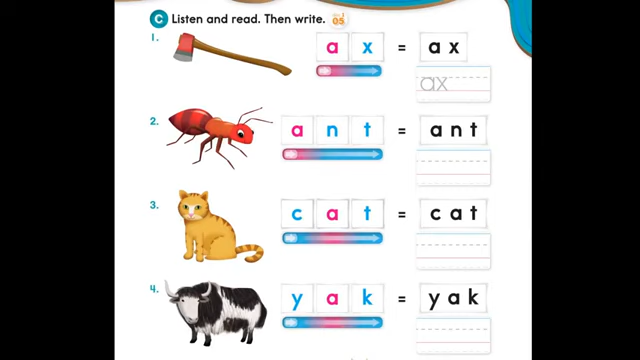 C Listen and read. Then write. 05
1. a x = a x
ax
2. a n t = a n t
3. c a t = c a t
4. y a k = y a k